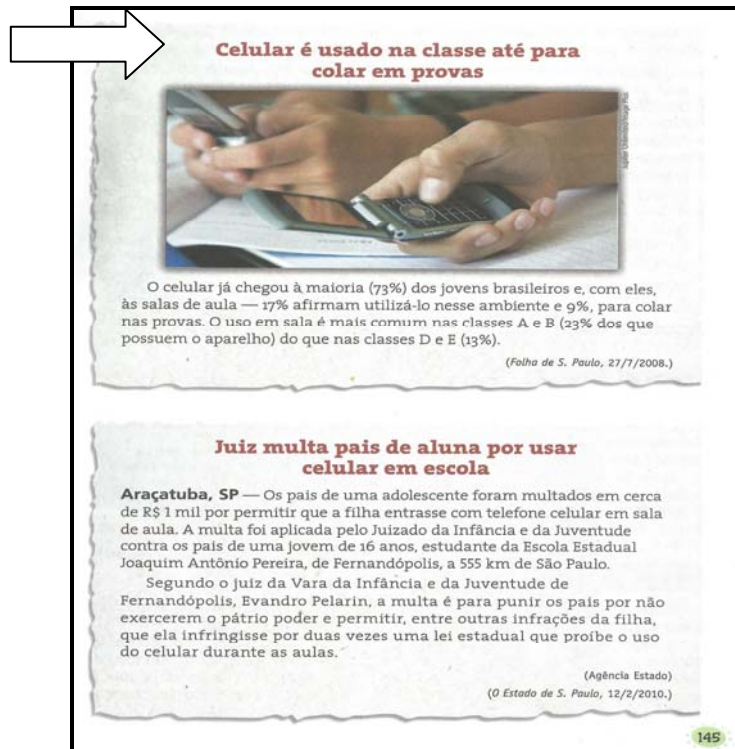 Celular é usado na classe até para
colar em provas
O celular já chegou à maioria (73%) dos jovens brasileiros e, com eles,
às salas de aula — 17% afirmam utilizá-lo nesse ambiente e 9%, para colar
nas provas. O uso em sala é mais comum nas classes A e B (23% dos que
possuem o aparelho) do que nas classes D e E (13%).
(Folha de S. Paulo, 27/7/2008.)
Juiz multa pais de aluna por usar
celular em escola
Araçatuba, SP — Os pais de uma adolescente foram multados em cerca
de R$ 1 mil por permitir que a filha entrasse com telefone celular em sala
de aula. A multa foi aplicada pelo Juizado da Infância e da Juventude
contra os pais de uma jovem de 16 anos, estudante da Escola Estadual
Joaquim Antônio Pereira, de Fernandópolis, a 555 km de São Paulo.
Segundo o juiz da Vara da Infância e da Juventude de
Fernandópolis, Evandro Pelarin, a multa é para punir os pais por não
exercerem o pátrio poder e permitir, entre outras infrações da filha,
que ela infringisse por duas vezes uma lei estadual que proíbe o uso
do celular durante as aulas.
(Agência Estado)
(O Estado de S. Paulo, 12/2/2010.)
145